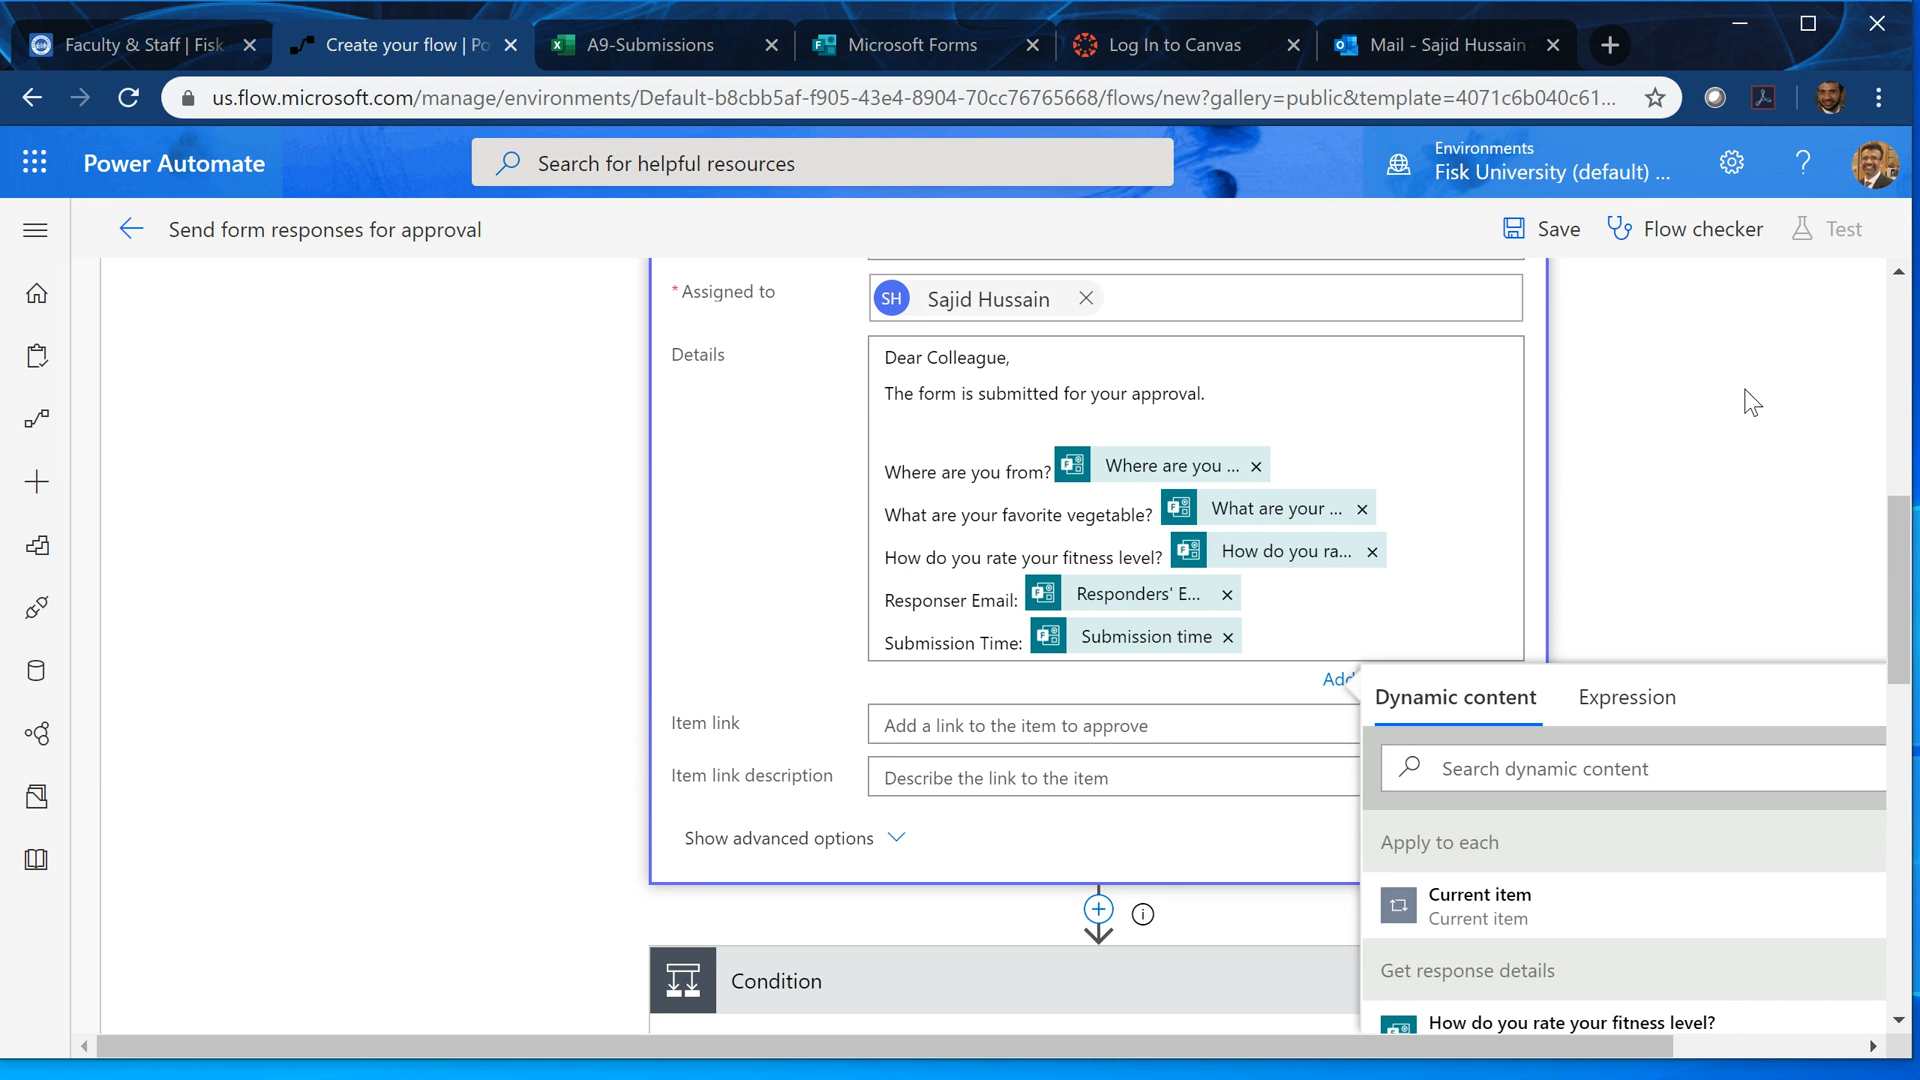 Faculty & Staff | Fisk
Create your flow | Po
A9-Submissions
Microsoft Forms
Log In to Canvas
Mail - Sajid Hussain
us.flow.microsoft.com/manage/environments/Default-b8cbb5af-f905-43e4-8904-70cc76765668/flows/new?gallery=public&template=4071c6b040c61...
Power Automate
Search for helpful resources
Environments
Fisk University (default) ...
Send form responses for approval
Save
Flow checker
Test
* Assigned to
SH
Sajid Hussain
Details
Dear Colleague,
The form is submitted for your approval.
Where are you from? Where are you ...
What are your favorite vegetable? What are your ...
How do you rate your fitness level? How do you ra...
Responser Email: Responders' E...
Submission Time: Submission time
Add
Item link
Add a link to the item to approve
Item link description
Describe the link to the item
Show advanced options
Condition
Dynamic content
Expression
Search dynamic content
Apply to each
Current item
Current item
Get response details
How do you rate your fitness level?